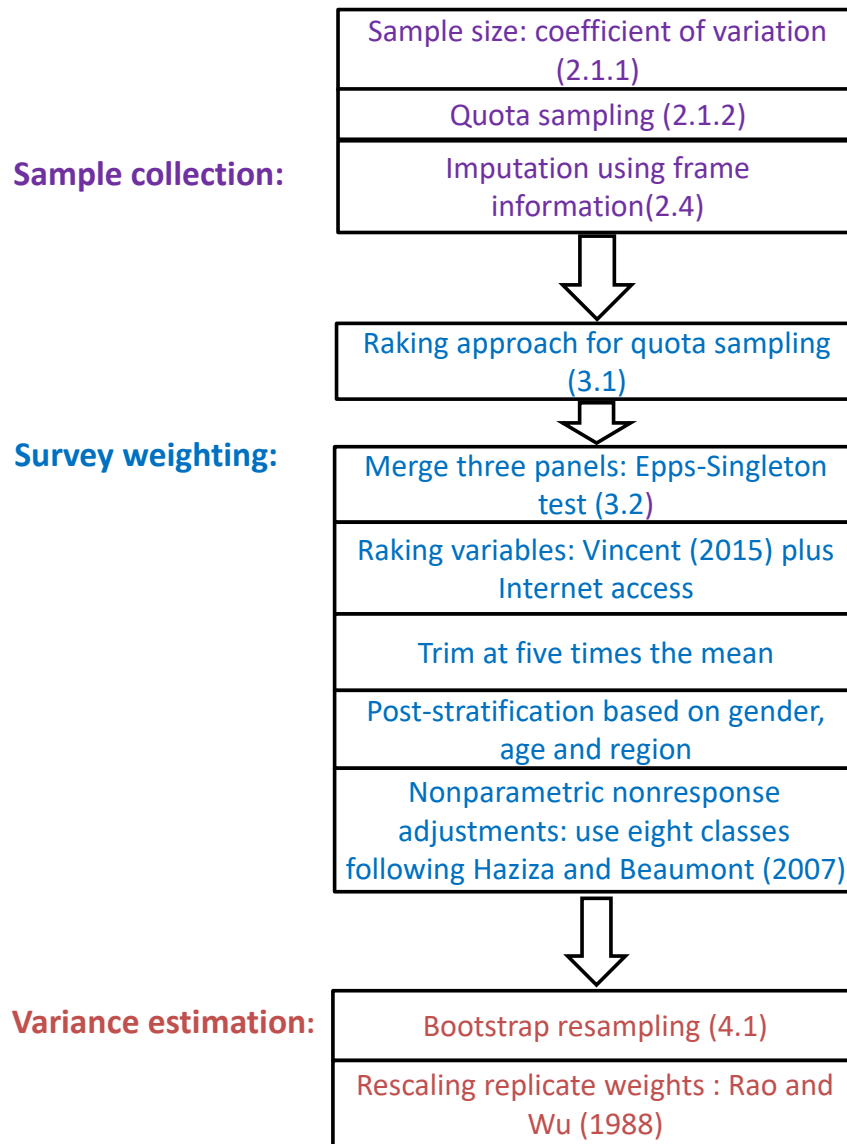 Sample size: coefficient of variation
(2.1.1)
Quota sampling (2.1.2)
Sample collection:
Imputation using frame
information(2.4)
Raking approach for quota sampling
(3.1)
Survey weighting:
Merge three panels: Epps-Singleton
test (3.2)
Raking variables: Vincent (2015) plus
Internet access
Trim at five times the mean
Post-stratification based on gender,
age and region
Nonparametric nonresponse
adjustments: use eight classes
following Haziza and Beaumont (2007)
Variance estimation:
Bootstrap resampling (4.1)
Rescaling replicate weights : Rao and
Wu (1988)